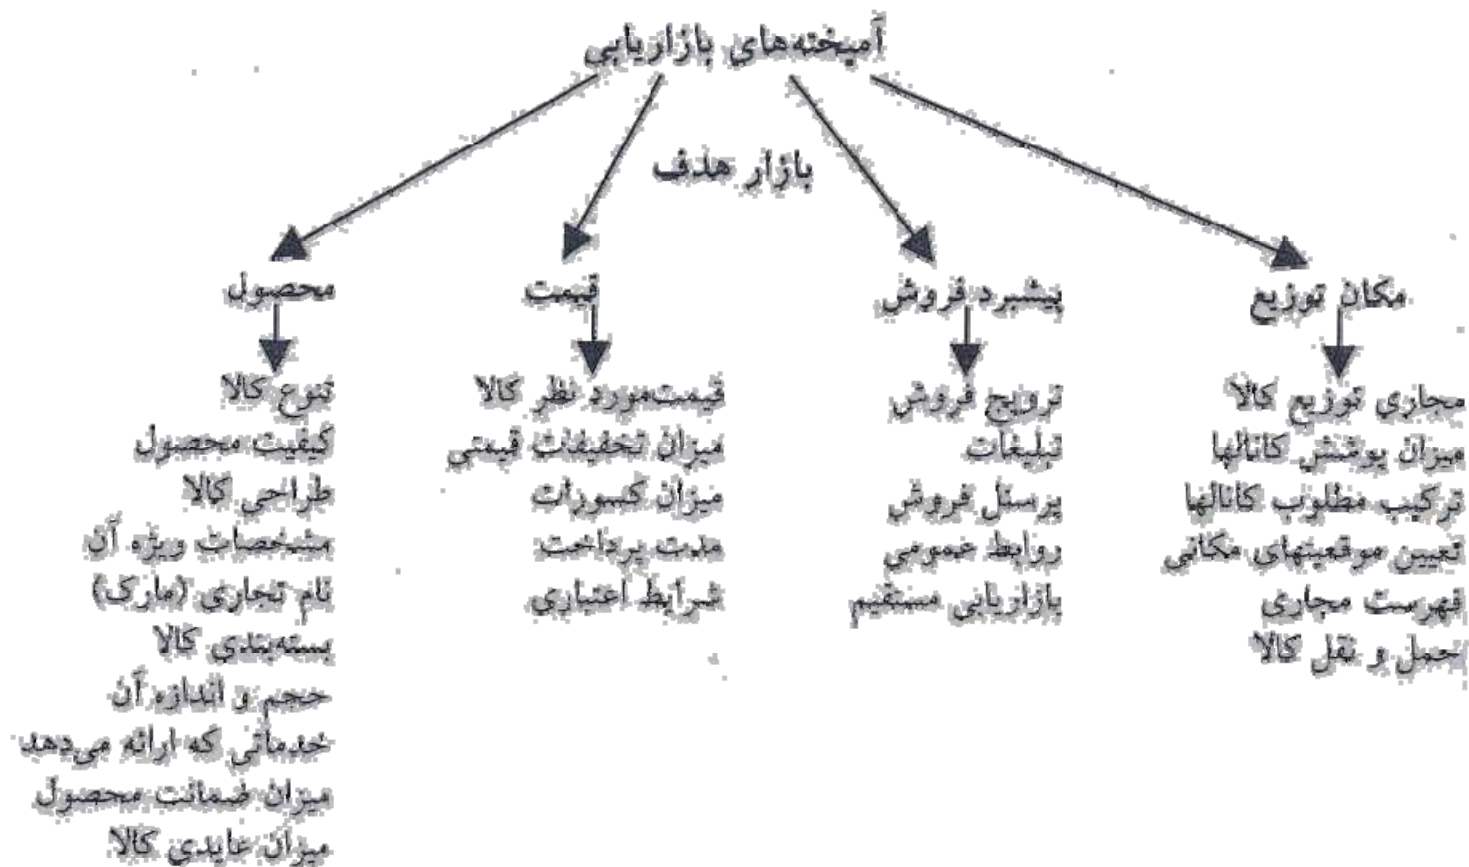 آمیخته‌های بازاریابی
بازار هدف
مکان توزیع
مجاری توزیع کالا
میزان پوشش کانالها
ترکیب مطلوب کانالها
تعیین موقعیتهای مکانی
فهرست مجاری
حمل و نقل کالا
پیشبرد فروش
ترویج فروش
تبلیغات
پرسنل فروش
روابط عمومی
بازاریابی مستقیم
قیمت
قیمت‌مورد نظر کالا
میزان تخفیفات قیمتی
میزان کسورات
مدت پرداخت
شرایط اعتباری
محصول
تنوع کالا
کیفیت محصول
طراحی کالا
مشخصات ویژه آن
نام تجاری (مارک)
بسته‌بندی کالا
حجم و اندازه آن
خدماتی که ارائه می‌دهد
میزان ضمانت محصول
میزان عایدی کالا